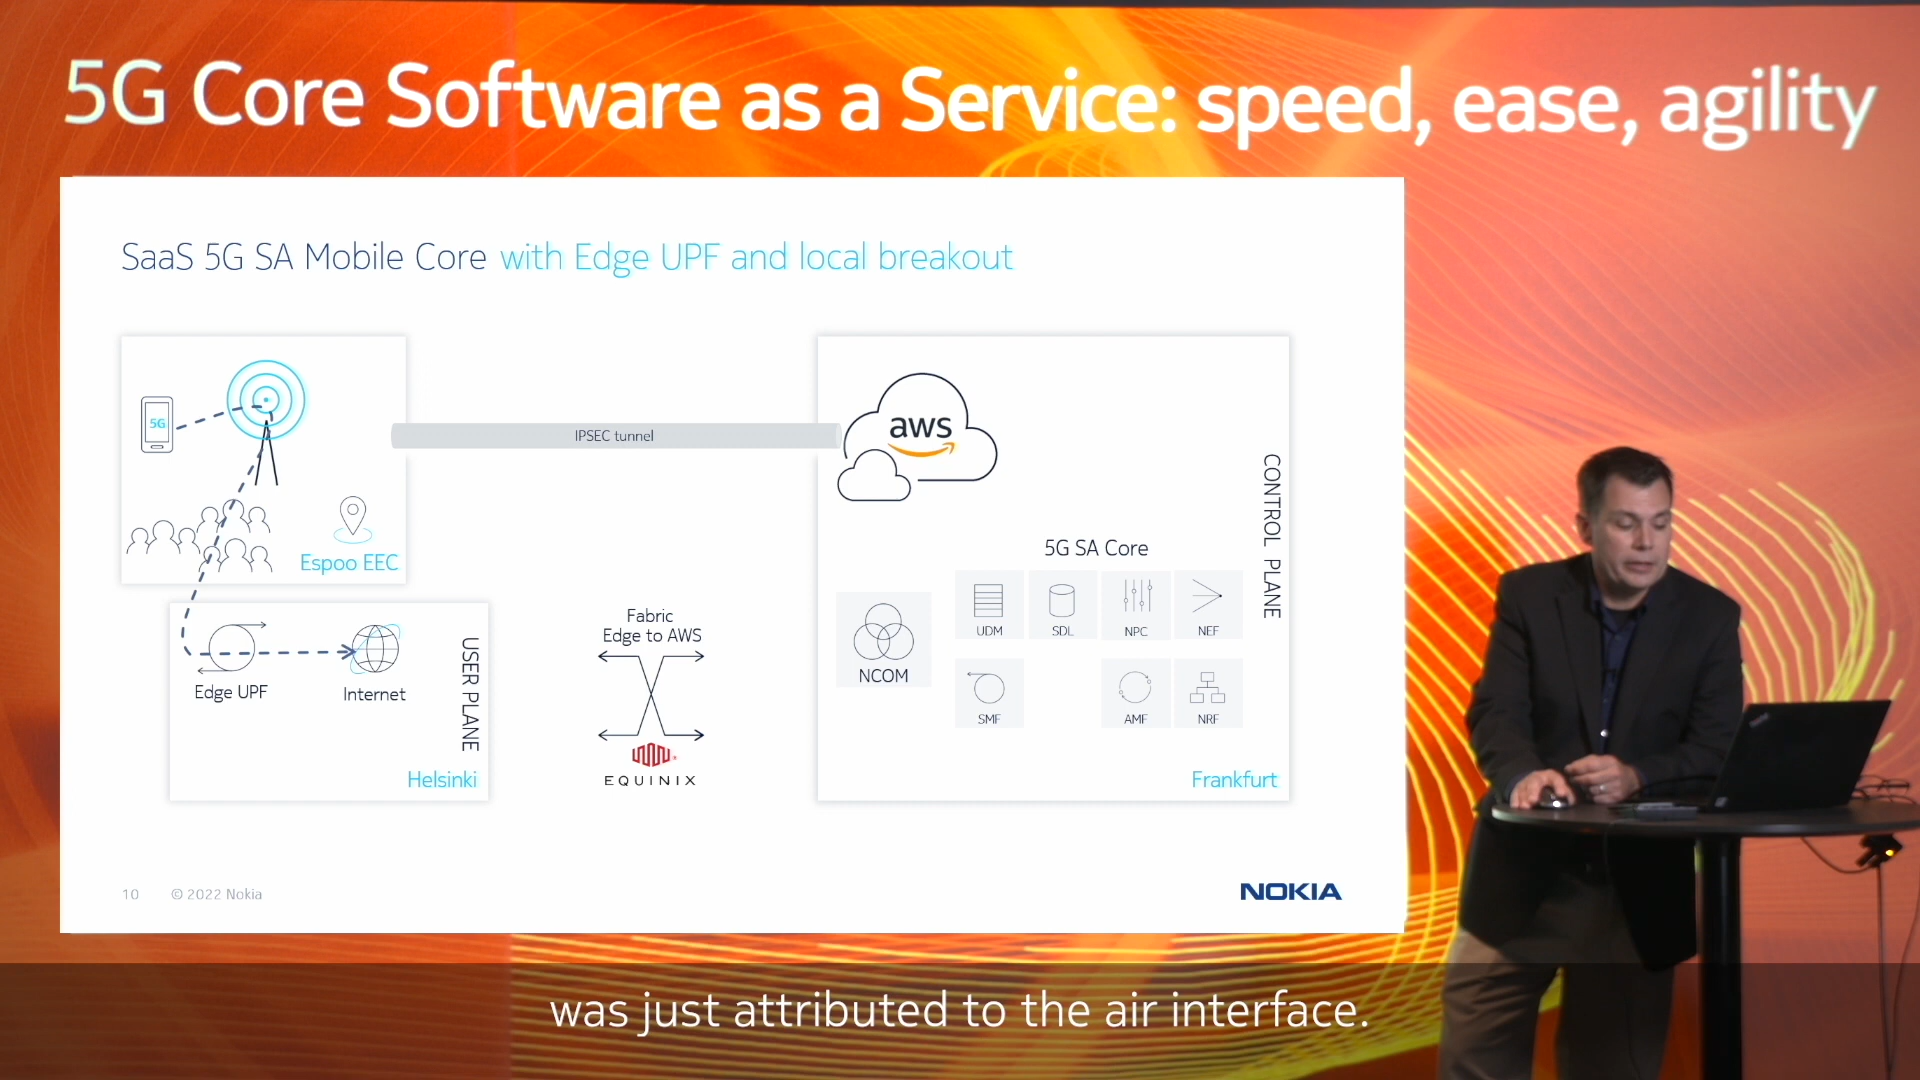 5G Core Software as a Service: speed, ease, agility
SaaS 5G SA Mobile Core with Edge UPF and local breakout
5G
Espoo EEC
IPSEC tunnel
aws
CONTROL PLANE
5G SA Core
NCOM
UDM
SDL
NPC
NEF
SMF
AMF
NRF
Frankfurt
Edge UPF
Internet
USER PLANE
Helsinki
Fabric
Edge to AWS
EQUINIX
10 © 2022 Nokia
NOKIA
was just attributed to the air interface.